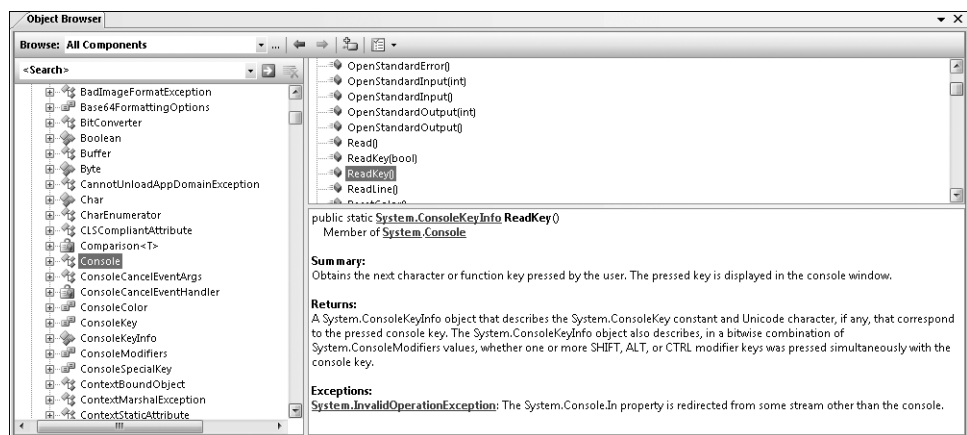 Object Browser
Browse: All Components
...
<Search>
BadImageFormatException
Base64FormattingOptions
BitConverter
Boolean
Buffer
Byte
CannotUnloadAppDomainException
Char
CharEnumerator
CLSCompliantAttribute
Comparison<T>
Console
ConsoleCancelEventArgs
ConsoleCancelEventHandler
ConsoleColor
ConsoleKey
ConsoleKeyInfo
ConsoleModifiers
ConsoleSpecialKey
ContextBoundObject
ContextMarshalException
ContextStaticAttribute
OpenStandardError()
OpenStandardInput(int)
OpenStandardInput()
OpenStandardOutput(int)
OpenStandardOutput()
Read()
ReadKey(bool)
ReadKey()
ReadLine()
ResetColor()
public static System.ConsoleKeyInfo ReadKey()
Member of System.Console
Summary:
Obtains the next character or function key pressed by the user. The pressed key is displayed in the console window.
Returns:
A System.ConsoleKeyInfo object that describes the System.ConsoleKey constant and Unicode character, if any, that correspond
to the pressed console key. The System.ConsoleKeyInfo object also describes, in a bitwise combination of
System.ConsoleModifiers values, whether one or more SHIFT, ALT, or CTRL modifier keys was pressed simultaneously with the
console key.
Exceptions:
System.InvalidOperationException: The System.Console.In property is redirected from some stream other than the console.